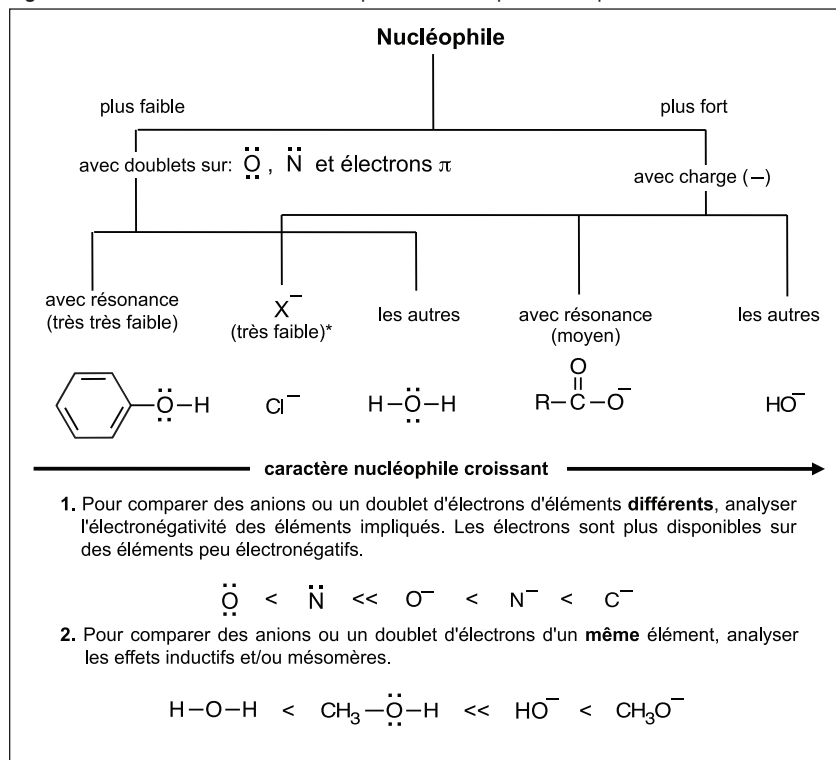 Nucléophile
plus faible plus fort
avec doublets sur: Ö, N̈ et électrons π
avec charge (−)
avec résonance
(très très faible)
X⁻
(très faible)*
les autres
avec résonance
(moyen)
les autres
Ö−H
Cl⁻
H−Ö−H
O
R−C−O⁻
HO⁻
caractère nucléophile croissant
1. Pour comparer des anions ou un doublet d'électrons d'éléments différents, analyser
l'électronégativité des éléments impliqués. Les électrons sont plus disponibles sur
des éléments peu électronégatifs.
Ö < N̈ << O⁻ < N⁻ < C⁻
2. Pour comparer des anions ou un doublet d'électrons d'un même élément, analyser
les effets inductifs et/ou mésomères.
H−O−H < CH₃−Ö−H << HO⁻ < CH₃O⁻